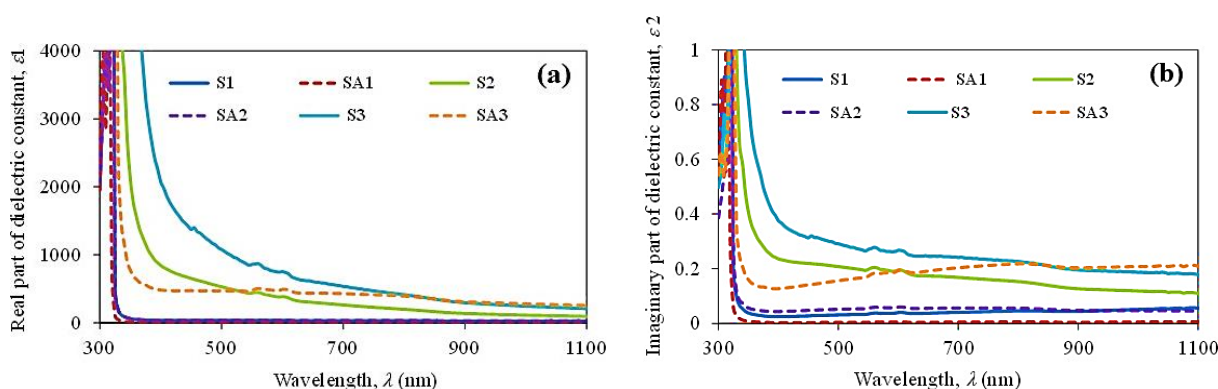 (a)
Real part of dielectric constant, ε1
4000
3000
2000
1000
0
S1 SA1 S2
SA2 S3 SA3
300 500 700 900 1100
Wavelength, λ (nm)
(b)
Imaginary part of dielectric constant, ε2
1
0.8
0.6
0.4
0.2
0
S1 SA1 S2
SA2 S3 SA3
300 500 700 900 1100
Wavelength, λ (nm)